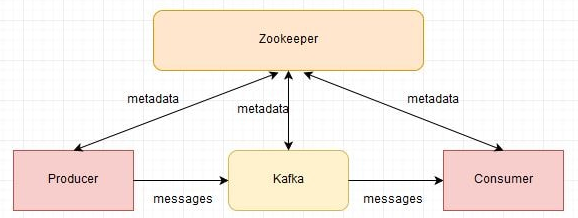 Zookeeper
metadata
metadata
metadata
Producer
Kafka
Consumer
messages
messages